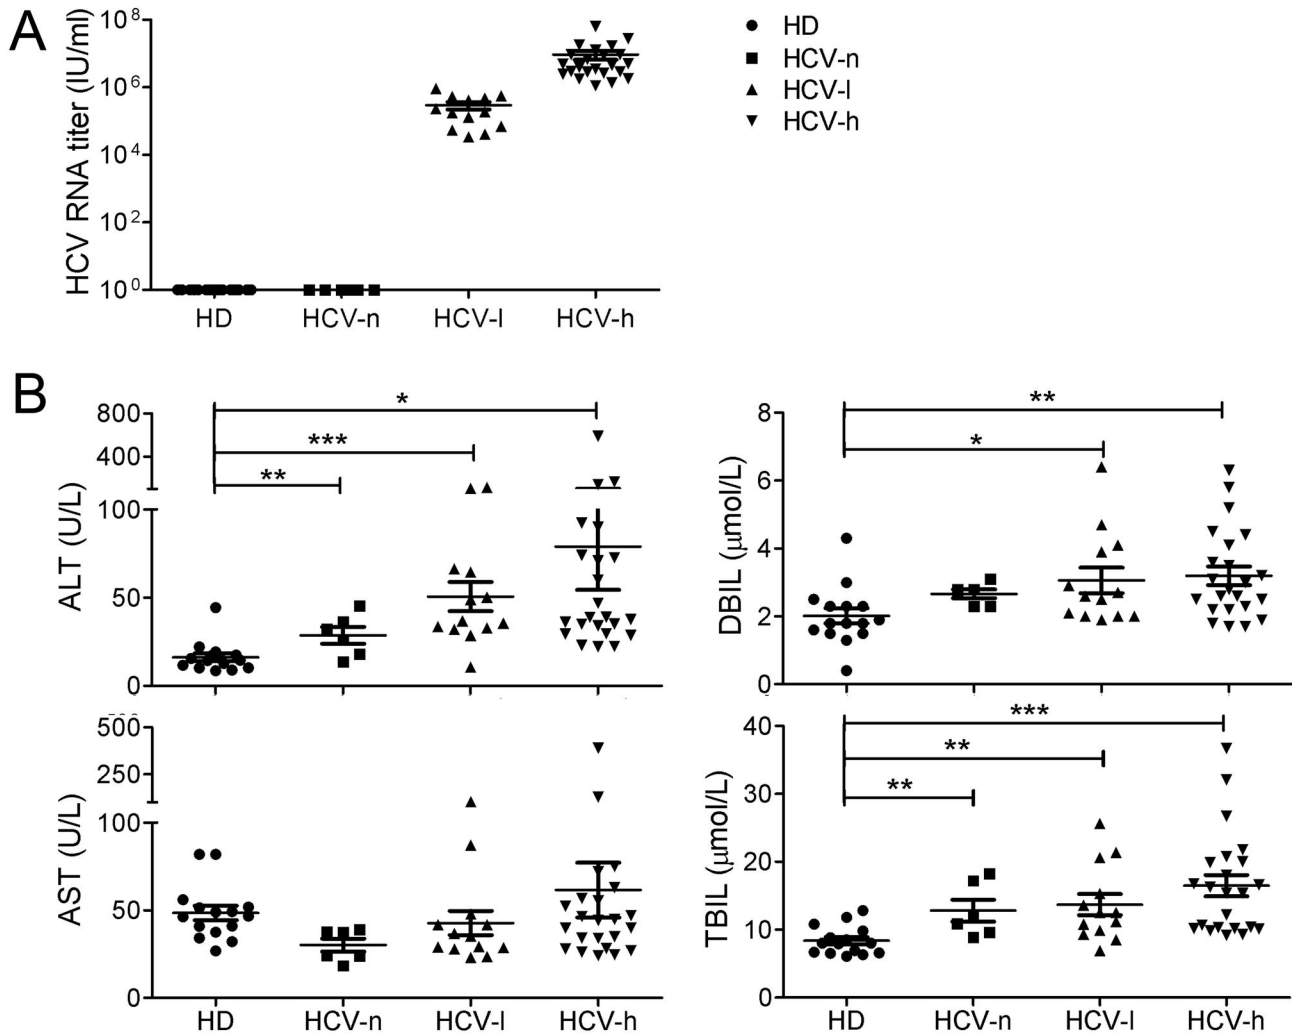 A
HCV RNA titer (IU/ml)
10^8
10^6
10^4
10^2
10^0
HD
HCV-n
HCV-l
HCV-h
HD
HCV-n
HCV-l
HCV-h
B
ALT (U/L)
800
400
100
50
0
*
***
**
DBIL (μmol/L)
8
6
4
2
0
**
*
AST (U/L)
500
250
100
50
0
HD
HCV-n
HCV-l
HCV-h
TBIL (μmol/L)
40
30
20
10
0
***
**
**
HD
HCV-n
HCV-l
HCV-h